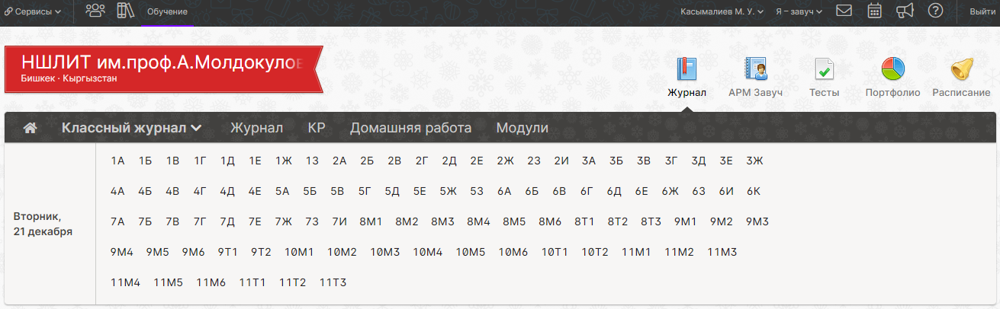 Сервисы Обучение Касымалиев М. У. Я – завуч Выйти
НШЛИТ им.проф.А.Молдокулов
Бишкек · Кыргызстан
Журнал АРМ Завуч Тесты Портфолио Расписание
Классный журнал Журнал КР Домашняя работа Модули
1А 1Б 1В 1Г 1Д 1Е 1Ж 1З 2А 2Б 2В 2Г 2Д 2Е 2Ж 2З 2И 3А 3Б 3В 3Г 3Д 3Е 3Ж
4А 4Б 4В 4Г 4Д 4Е 5А 5Б 5В 5Г 5Д 5Е 5Ж 5З 6А 6Б 6В 6Г 6Д 6Е 6Ж 6З 6И 6К
Вторник,
21 декабря
7А 7Б 7В 7Г 7Д 7Е 7Ж 7З 7И 8М1 8М2 8М3 8М4 8М5 8М6 8Т1 8Т2 8Т3 9М1 9М2 9М3
9М4 9М5 9М6 9Т1 9Т2 10М1 10М2 10М3 10М4 10М5 10М6 10Т1 10Т2 11М1 11М2 11М3
11М4 11М5 11М6 11Т1 11Т2 11Т3